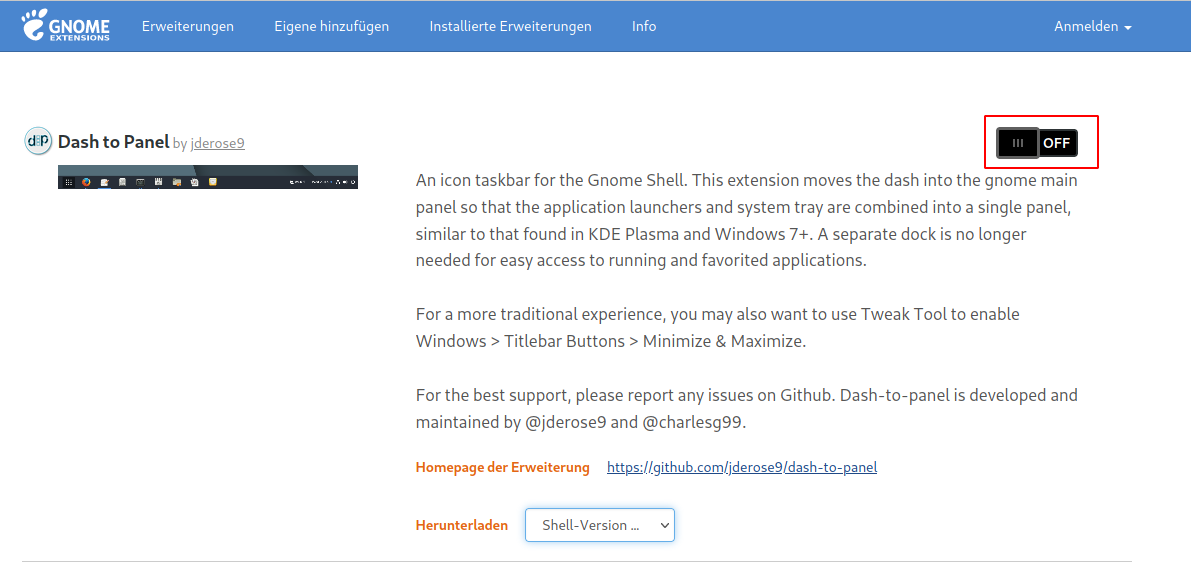 GNOME EXTENSIONS Erweiterungen Eigene hinzufügen Installierte Erweiterungen Info Anmelden
d|:|p Dash to Panel by jderose9
OFF
An icon taskbar for the Gnome Shell. This extension moves the dash into the gnome main
panel so that the application launchers and system tray are combined into a single panel,
similar to that found in KDE Plasma and Windows 7+. A separate dock is no longer
needed for easy access to running and favorited applications.
For a more traditional experience, you may also want to use Tweak Tool to enable
Windows > Titlebar Buttons > Minimize & Maximize.
For the best support, please report any issues on Github. Dash-to-panel is developed and
maintained by @jderose9 and @charlesg99.
Homepage der Erweiterung https://github.com/jderose9/dash-to-panel
Herunterladen Shell-Version ...